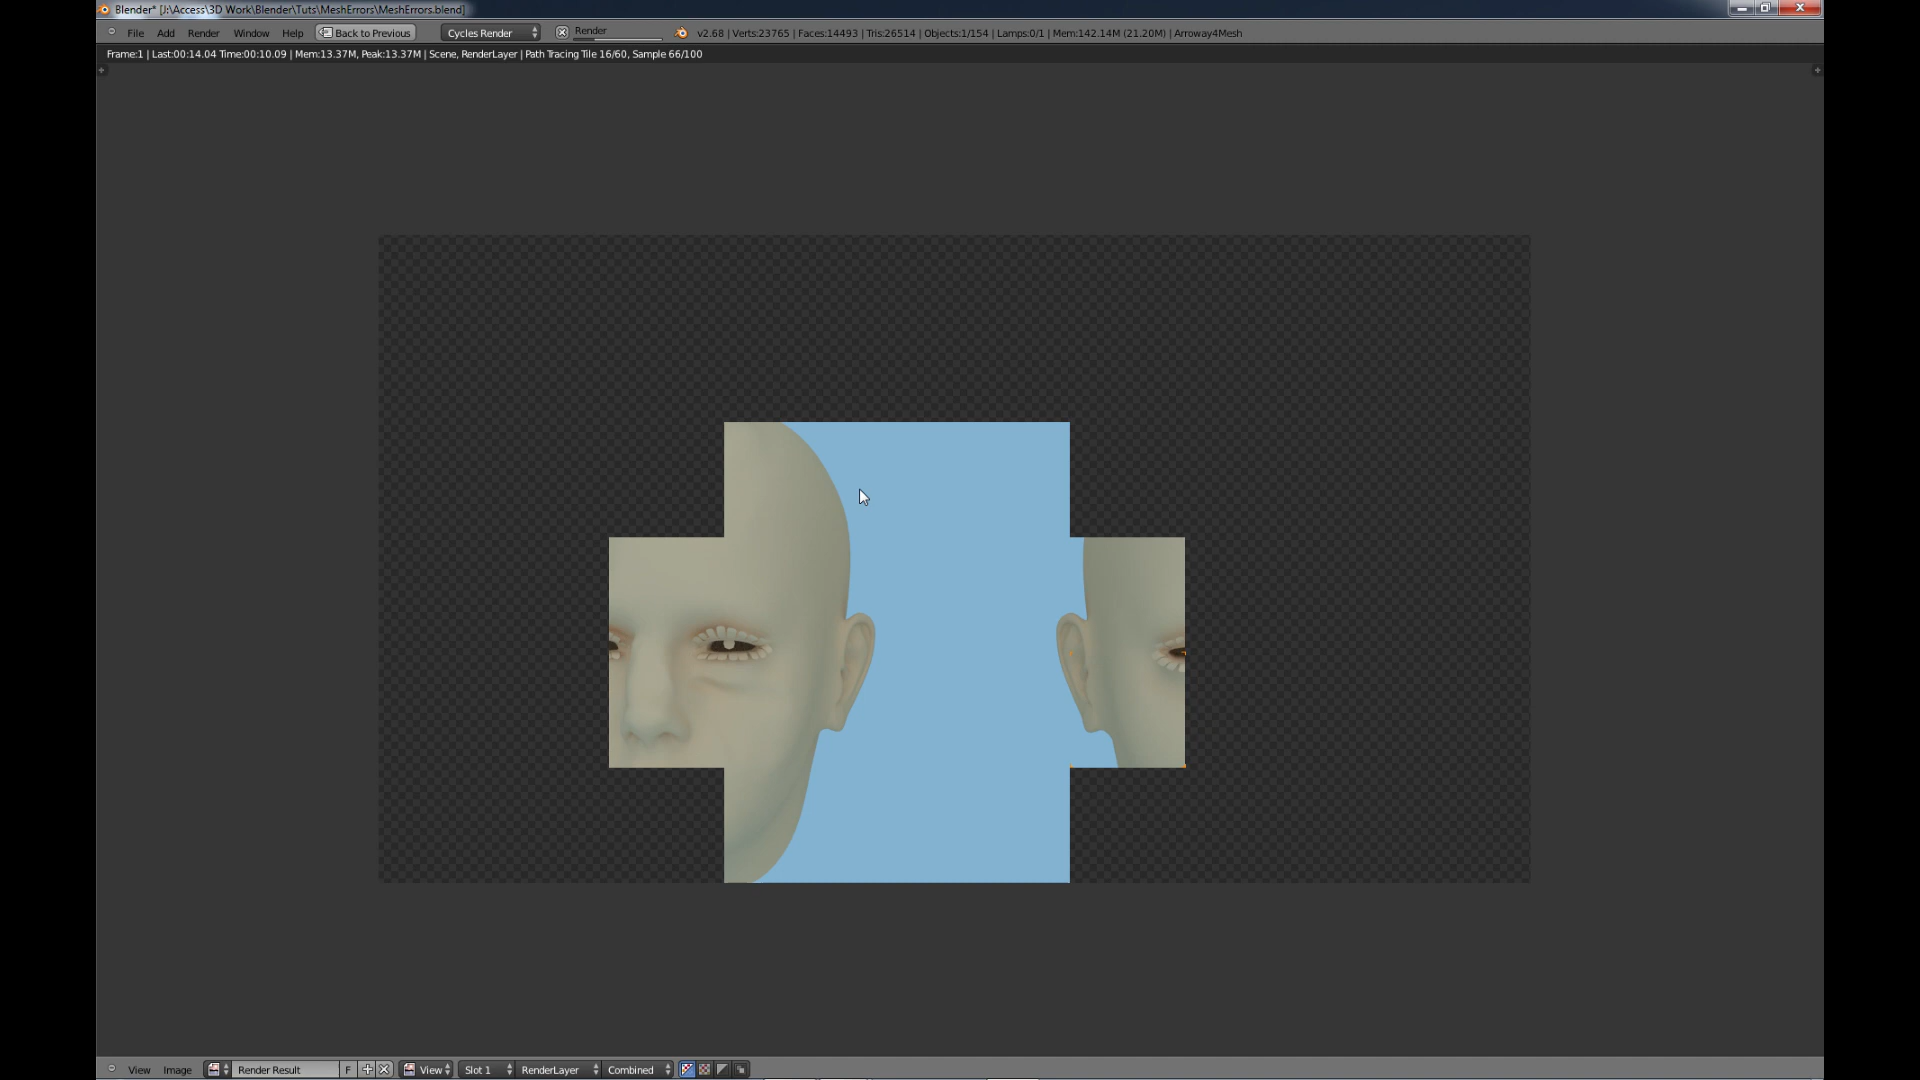 Blender* [J:\Access\3D Work\Blender\Tuts\MeshErrors\MeshErrors.blend]
File Add Render Window Help Back to Previous Cycles Render Render v2.68 | Verts:23765 | Faces:14493 | Tris:26514 | Objects:1/154 | Lamps:0/1 | Mem:142.14M (21.20M) | Arroway4Mesh
Frame:1 | Last:00:14.04 Time:00:10.09 | Mem:13.37M, Peak:13.37M | Scene, RenderLayer | Path Tracing Tile 16/60, Sample 66/100
View Image Render Result F View Slot 1 RenderLayer Combined